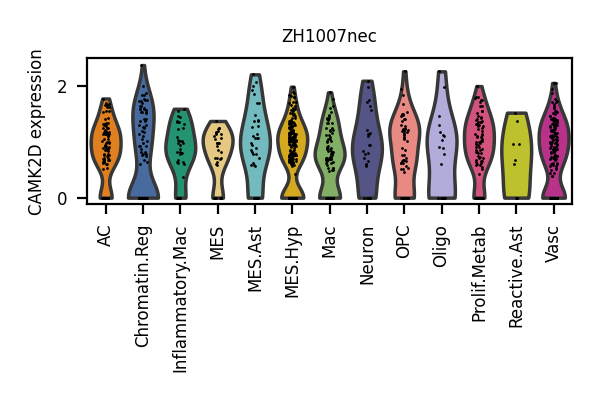 ZH1007nec
CAMK2D expression
2
0
AC
Chromatin.Reg
Inflammatory.Mac
MES
MES.Ast
MES.Hyp
Mac
Neuron
OPC
Oligo
Prolif.Metab
Reactive.Ast
Vasc